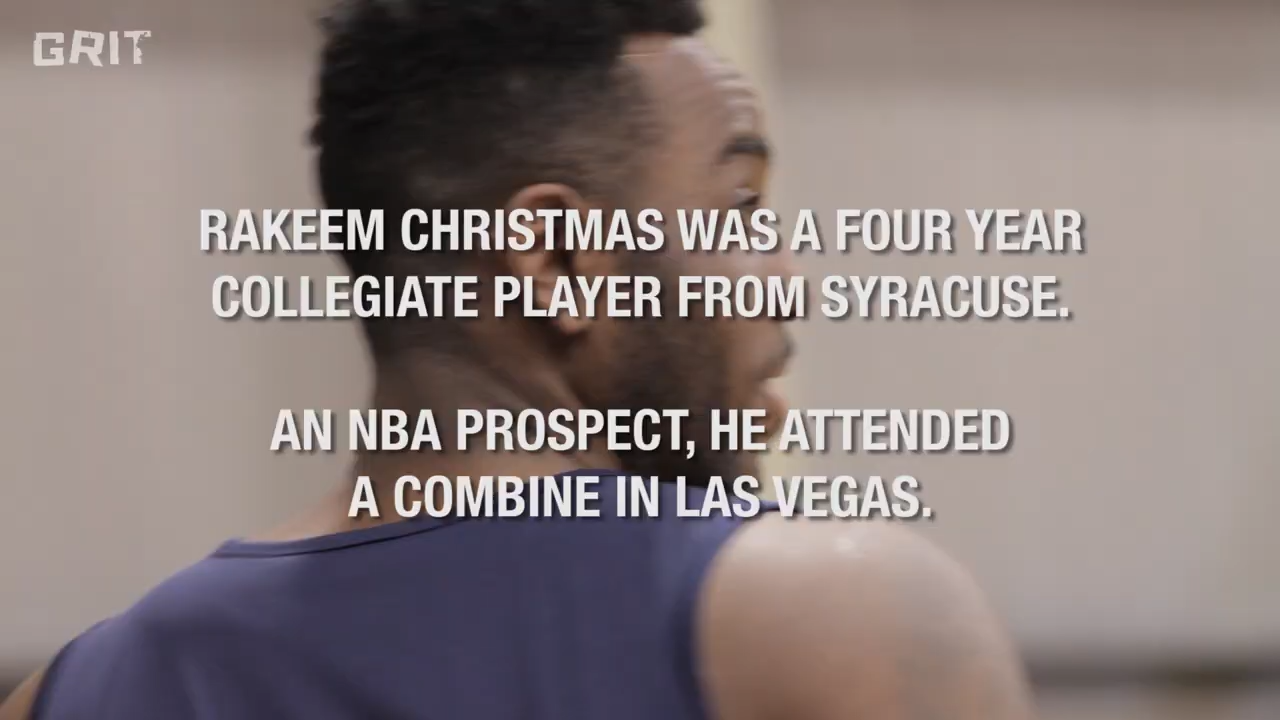 GRIT
RAKEEM CHRISTMAS WAS A FOUR YEAR
COLLEGIATE PLAYER FROM SYRACUSE.
AN NBA PROSPECT, HE ATTENDED
A COMBINE IN LAS VEGAS.